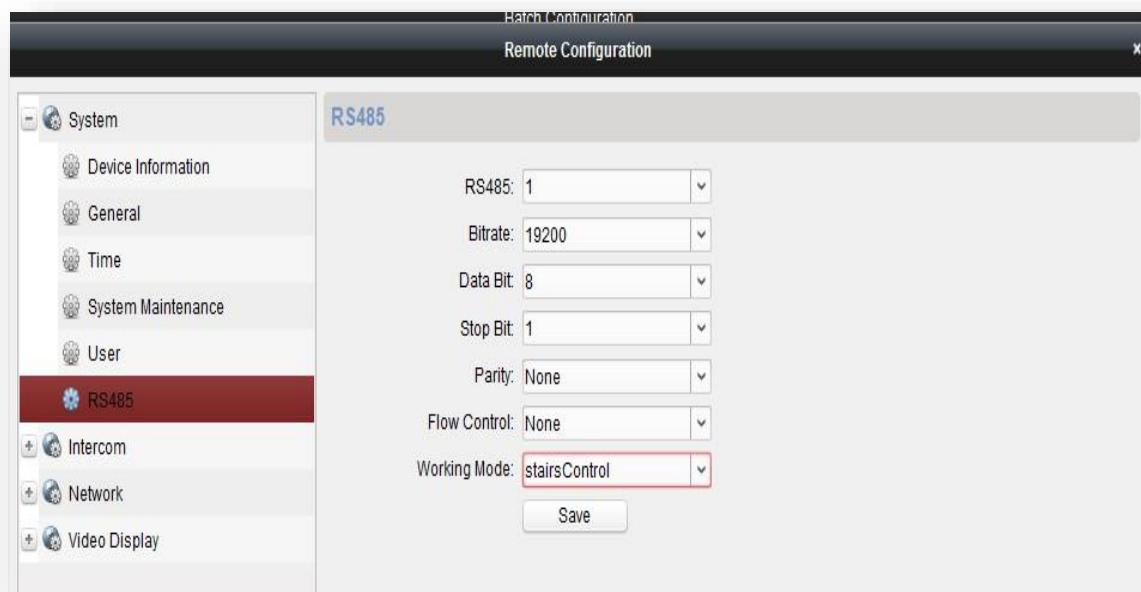 Batch Configuration
Remote Configuration
x
System
Device Information
General
Time
System Maintenance
User
RS485
Intercom
Network
Video Display
RS485
RS485: 1
Bitrate: 19200
Data Bit: 8
Stop Bit: 1
Parity: None
Flow Control: None
Working Mode: stairsControl
Save